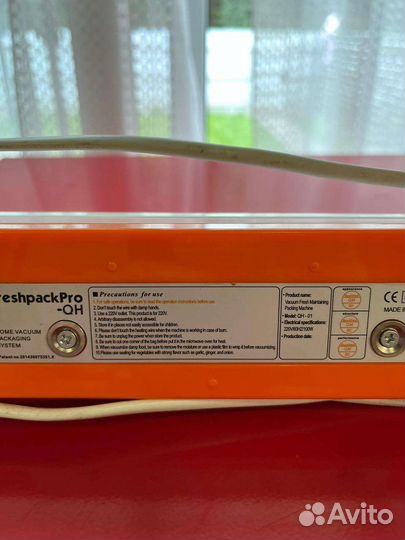 reshpackPro
-QH
OME VACUUM
PACKAGING
SYSTEM
■ Precautions for use
1. For safe operations, be sure to read the operation instructions before use
2. Don't touch the wire with damp hands.
3. Use a 220V outlet. This product is for 220V.
4. Arbitrary disassembly is not allowed.
5. Store it in places not easily accessible for children.
6. Please don't touch the heating wire when the machine is working in case of burn.
7. Be sure to unplug the power when store the product.
8. Be sure to cut one corner of the bag before put it in the microwave oven for heat.
9. When vacuumize damp food, be sure to remove the moisture or use a plastic film to wrap it before vacuumizing.
10. Please use sealing for vegetables with strong flavor such as garlic, ginger, and onion.
• Product name:
Vacuum Fresh Maintaining
Packing Machine
• Model: QH - 01
• Electrical specifications:
220V/60HZ/100W
• Production date:
appearance
performance
CE
MADE IN
Avito